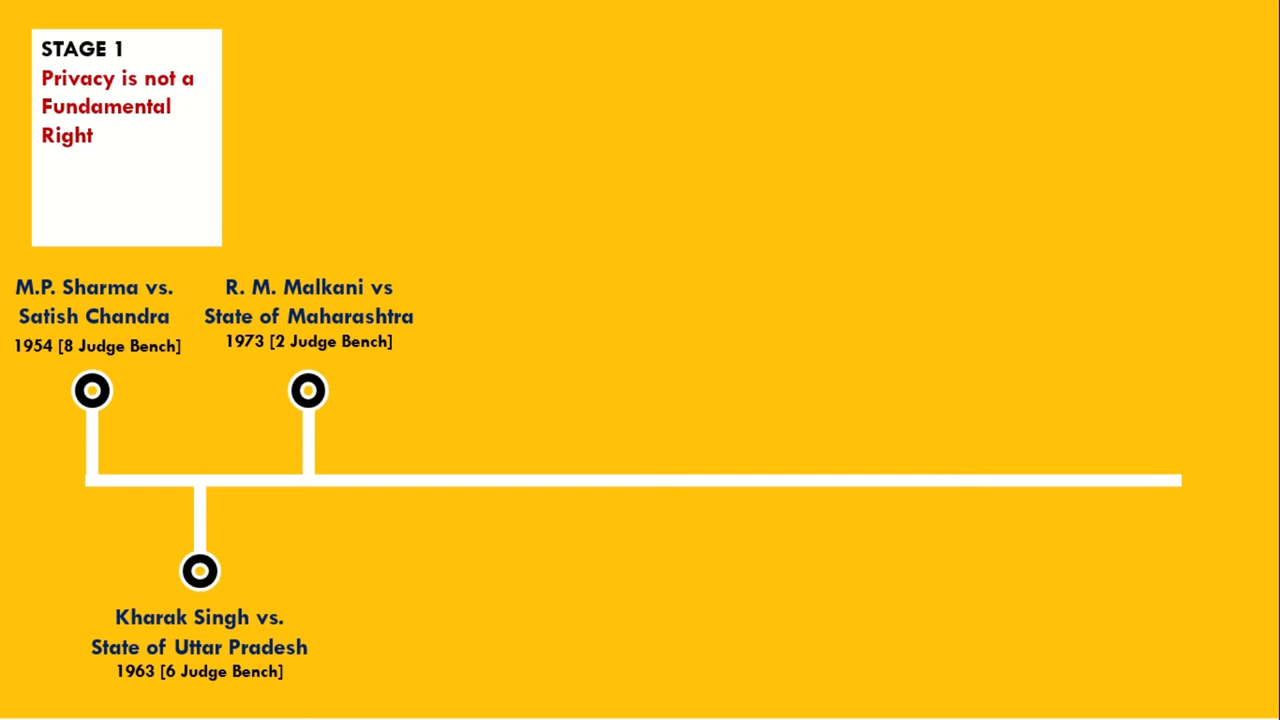 STAGE 1
Privacy is not a
Fundamental
Right
M.P. Sharma vs.
Satish Chandra
1954 [8 Judge Bench]
R. M. Malkani vs
State of Maharashtra
1973 [2 Judge Bench]
Kharak Singh vs.
State of Uttar Pradesh
1963 [6 Judge Bench]